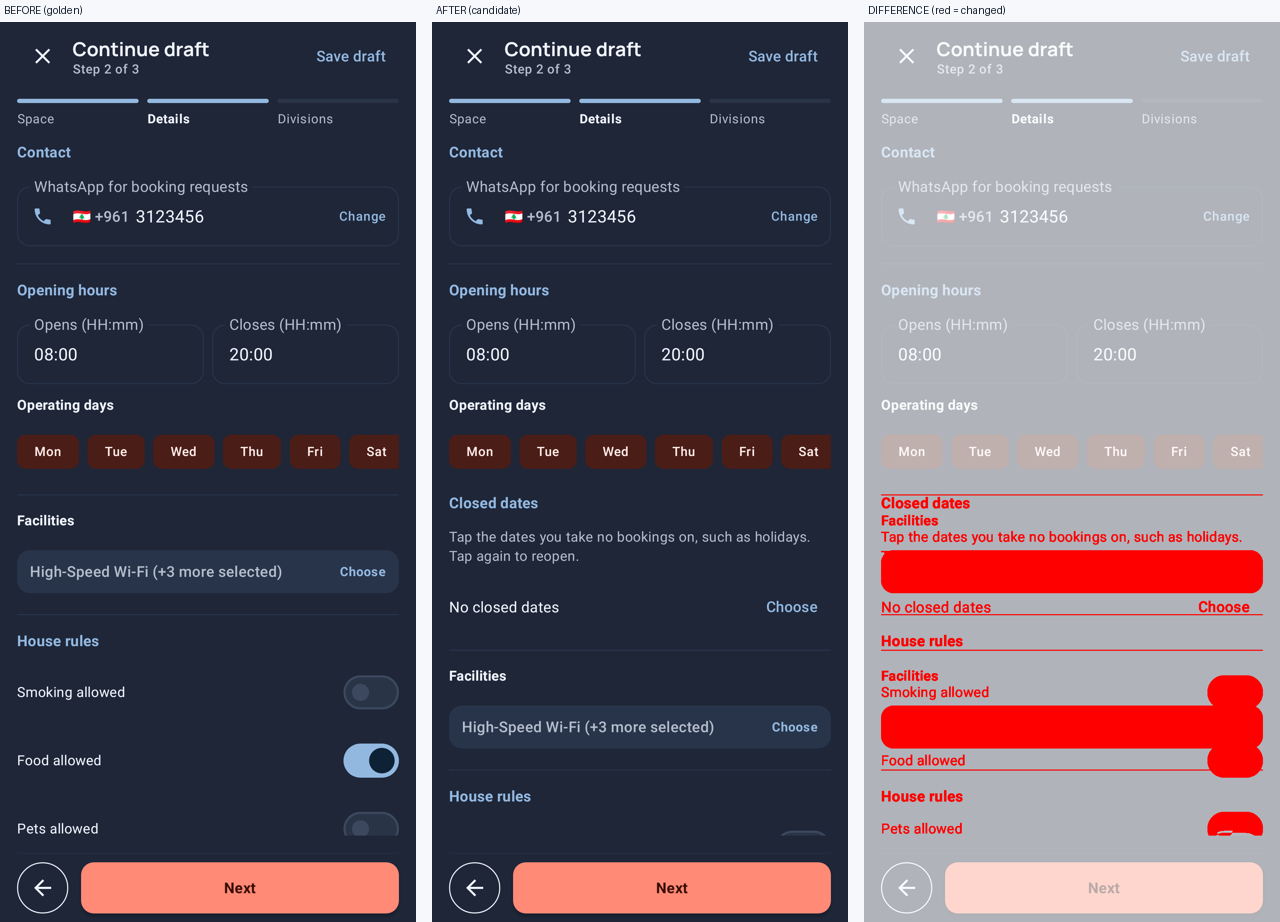 BEFORE (golden)
Continue draft
Step 2 of 3
Save draft
Space
Details
Divisions
Contact
WhatsApp for booking requests
+961 3123456
Change
Opening hours
Opens (HH:mm)
08:00
Closes (HH:mm)
20:00
Operating days
Mon
Tue
Wed
Thu
Fri
Sat
Facilities
High-Speed Wi-Fi (+3 more selected)
Choose
House rules
Smoking allowed
Food allowed
Pets allowed
Next
AFTER (candidate)
Continue draft
Step 2 of 3
Save draft
Space
Details
Divisions
Contact
WhatsApp for booking requests
+961 3123456
Change
Opening hours
Opens (HH:mm)
08:00
Closes (HH:mm)
20:00
Operating days
Mon
Tue
Wed
Thu
Fri
Sat
Closed dates
Tap the dates you take no bookings on, such as holidays.
Tap again to reopen.
No closed dates
Choose
Facilities
High-Speed Wi-Fi (+3 more selected)
Choose
House rules
Next
DIFFERENCE (red = changed)
Continue draft
Step 2 of 3
Save draft
Space
Details
Divisions
Contact
WhatsApp for booking requests
+961 3123456
Change
Opening hours
Opens (HH:mm)
08:00
Closes (HH:mm)
20:00
Operating days
Mon
Tue
Wed
Thu
Fri
Sat
Closed dates
Facilities
Tap the dates you take no bookings on, such as holidays.
No closed dates
Choose
House rules
Facilities
Smoking allowed
Food allowed
House rules
Pets allowed
Next